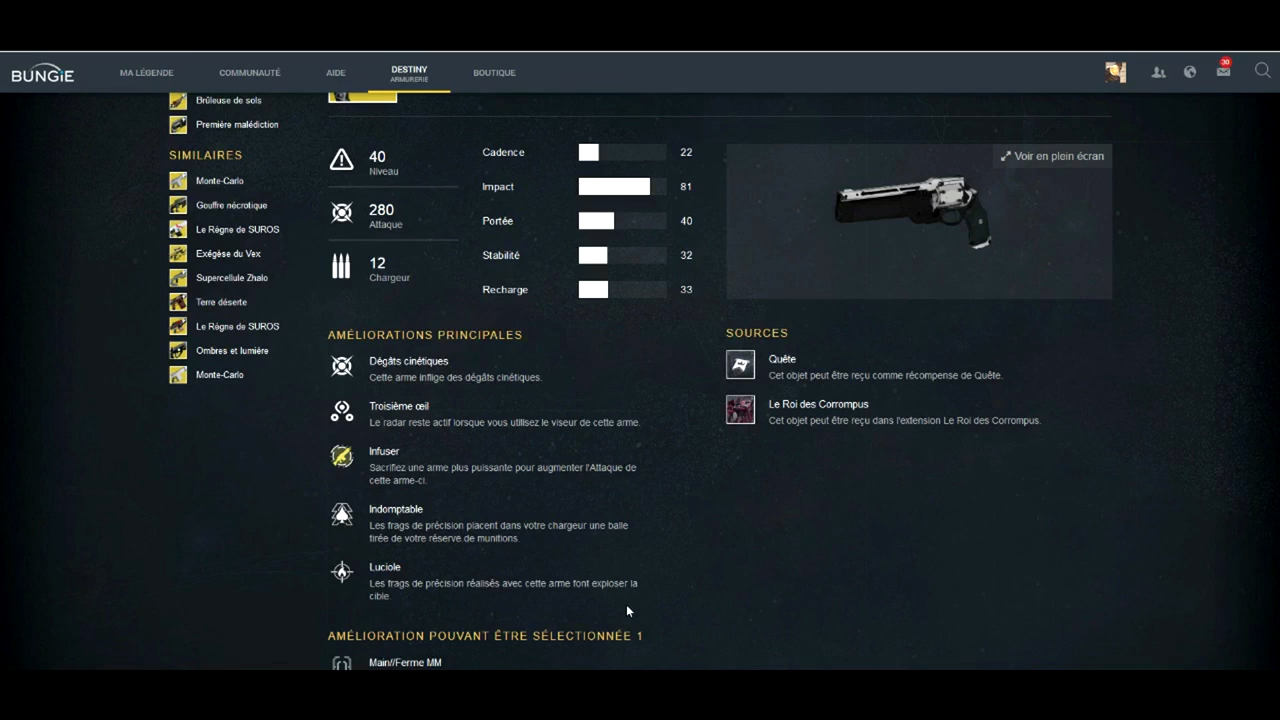 BUNGiE
MA LÉGENDE
COMMUNAUTÉ
AIDE
DESTINY
ARMURERIE
BOUTIQUE
30
Brûleuse de sols
Première malédiction
SIMILAIRES
Monte-Carlo
Gouffre nécrotique
Le Règne de SUROS
Exégèse du Vex
Supercellule Zhalo
Terre déserte
Le Règne de SUROS
Ombres et lumière
Monte-Carlo
40
Niveau
280
Attaque
12
Chargeur
Cadence 22
Impact 81
Portée 40
Stabilité 32
Recharge 33
Voir en plein écran
AMÉLIORATIONS PRINCIPALES
Dégâts cinétiques
Cette arme inflige des dégâts cinétiques.
Troisième œil
Le radar reste actif lorsque vous utilisez le viseur de cette arme.
Infuser
Sacrifiez une arme plus puissante pour augmenter l'Attaque de
cette arme-ci.
Indomptable
Les frags de précision placent dans votre chargeur une balle
tirée de votre réserve de munitions.
Luciole
Les frags de précision réalisés avec cette arme font exploser la
cible.
AMÉLIORATION POUVANT ÊTRE SÉLECTIONNÉE 1
Main//Ferme MM
SOURCES
Quête
Cet objet peut être reçu comme récompense de Quête.
Le Roi des Corrompus
Cet objet peut être reçu dans l'extension Le Roi des Corrompus.